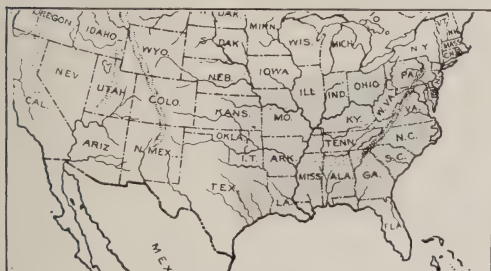 OREGON
IDAHO
DAK.
MINN.
VT.
N.H.
WYO.
S. DAK.
WIS.
MICH.
N Y
MASS
NEV
UTAH
NEB.
IOWA
ILL
IND.
OHIO
PA.
CAL.
COLO.
KANS.
MO.
KY.
W. VA.
ARIZ
N. MEX
OKLA.
I.T.
ARK.
TENN.
N.C.
S.C.
TEX.
LA.
MISS
ALA.
GA.
FLA.
MEX